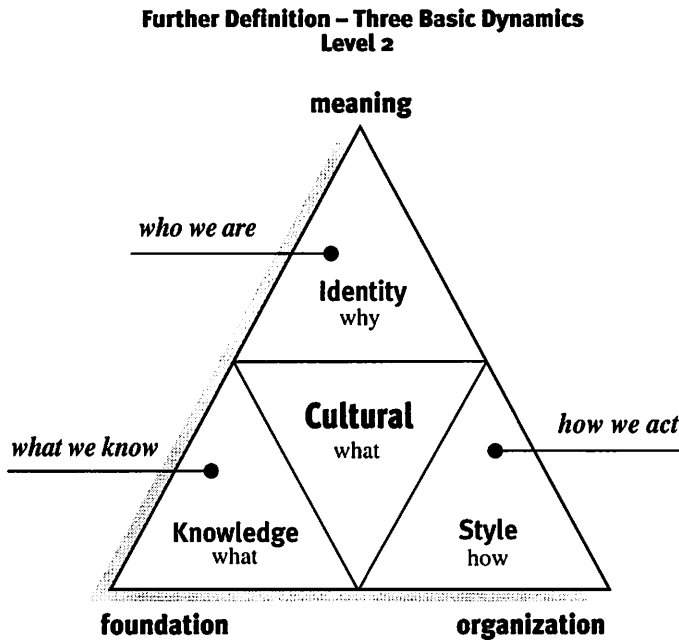 Further Definition – Three Basic Dynamics
Level 2
meaning
who we are
Identity
why
Cultural
what
what we know
how we act
Knowledge
what
Style
how
foundation
organization